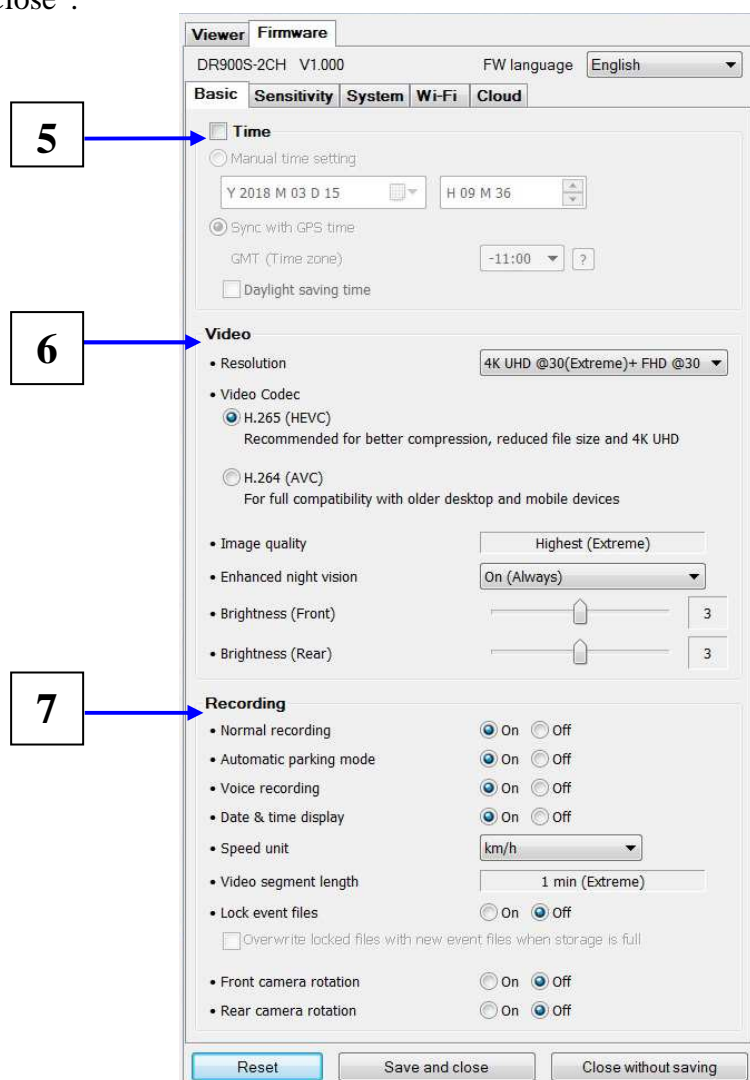 close".
Viewer Firmware
DR900S-2CH V1.000 FW language English
Basic Sensitivity System Wi-Fi Cloud
5
Time
Manual time setting
Y 2018 M 03 D 15 H 09 M 36
Sync with GPS time
GMT (Time zone) -11:00 ?
Daylight saving time
6
Video
• Resolution 4K UHD @30(Extreme)+ FHD @30
• Video Codec
H.265 (HEVC)
Recommended for better compression, reduced file size and 4K UHD
H.264 (AVC)
For full compatibility with older desktop and mobile devices
• Image quality Highest (Extreme)
• Enhanced night vision On (Always)
• Brightness (Front) 3
• Brightness (Rear) 3
7
Recording
• Normal recording On Off
• Automatic parking mode On Off
• Voice recording On Off
• Date & time display On Off
• Speed unit km/h
• Video segment length 1 min (Extreme)
• Lock event files On Off
Overwrite locked files with new event files when storage is full
• Front camera rotation On Off
• Rear camera rotation On Off
Reset Save and close Close without saving